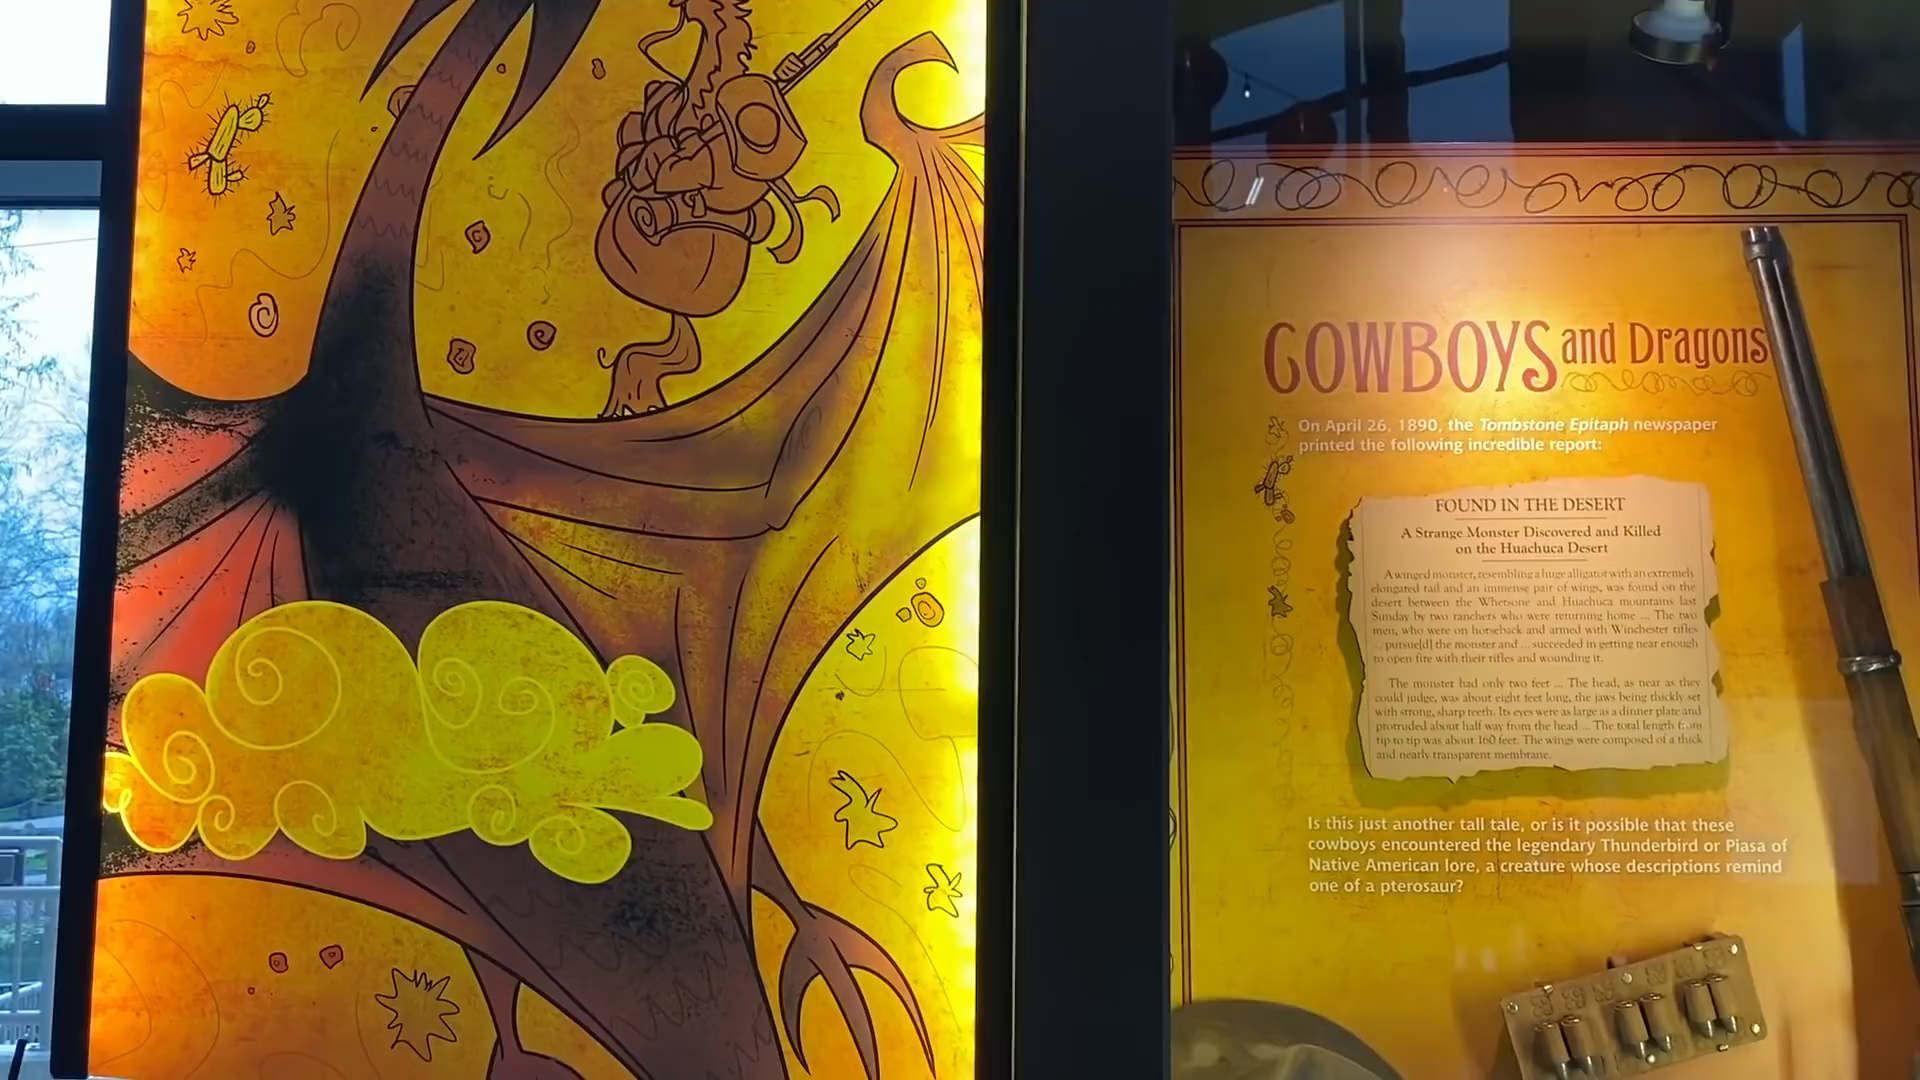 COWBOYS and Dragons
On April 26, 1890, the Tombstone Epitaph newspaper
printed the following incredible report:
FOUND IN THE DESERT
A Strange Monster Discovered and Killed
on the Huachuca Desert
A winged monster, resembling a huge alligator with an extremely
elongated tail and an immense pair of wings, was found on the
desert between the Whetsone and Huachuca mountains last
Sunday by two ranchers who were returning home ... The two
men, who were on horseback and armed with Winchester rifles
... pursue[d] the monster and ... succeeded in getting near enough
to open fire with their rifles and wounding it.
The monster had only two feet ... The head, as near as they
could judge, was about eight feet long, the jaws being thickly set
with strong, sharp teeth. Its eyes were as large as a dinner plate and
protruded about half way from the head ... The total length from
tip to tip was about 160 feet. The wings were composed of a thick
and nearly transparent membrane.
Is this just another tall tale, or is it possible that these
cowboys encountered the legendary Thunderbird or Piasa of
Native American lore, a creature whose descriptions remind
one of a pterosaur?